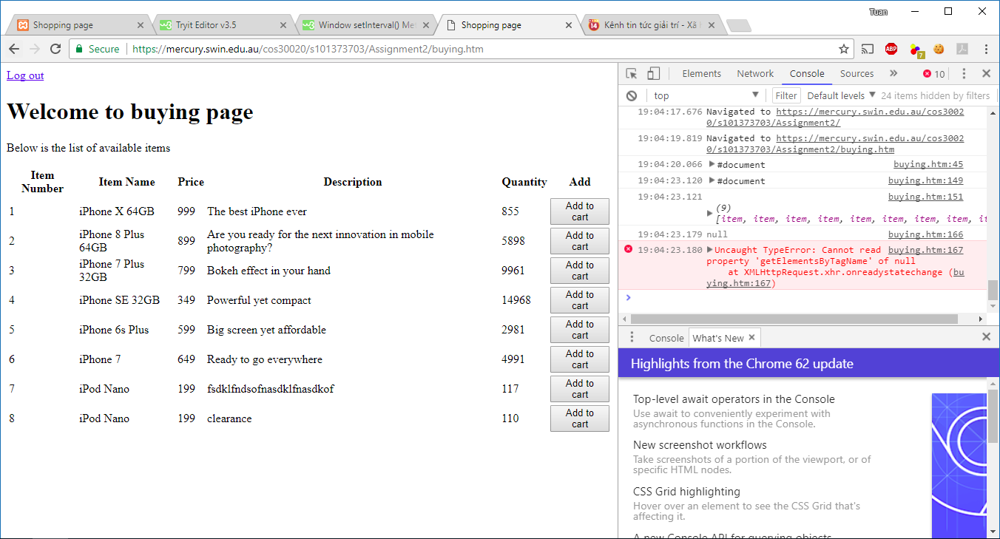 Tuan
Shopping page
Tryit Editor v3.5
Window setInterval() Me
Shopping page
Kênh tin tức giải trí - Xã
Secure
https://mercury.swin.edu.au/cos30020/s101373703/Assignment2/buying.htm
ABP
7
Log out
Welcome to buying page
Below is the list of available items
Item Number Item Name Price Description Quantity Add
1 iPhone X 64GB 999 The best iPhone ever 855 Add to cart
2 iPhone 8 Plus 64GB 899 Are you ready for the next innovation in mobile photography? 5898 Add to cart
3 iPhone 7 Plus 32GB 799 Bokeh effect in your hand 9961 Add to cart
4 iPhone SE 32GB 349 Powerful yet compact 14968 Add to cart
5 iPhone 6s Plus 599 Big screen yet affordable 2981 Add to cart
6 iPhone 7 649 Ready to go everywhere 4991 Add to cart
7 iPod Nano 199 fsdklfndsofnasdklfnasdkof 117 Add to cart
8 iPod Nano 199 clearance 110 Add to cart
Elements Network Console Sources » 10
top Filter Default levels 24 items hidden by filters
19:04:17.676 Navigated to https://mercury.swin.edu.au/cos3002
0/s101373703/Assignment2/
19:04:19.819 Navigated to https://mercury.swin.edu.au/cos3002
0/s101373703/Assignment2/buying.htm
19:04:20.066 #document buying.htm:45
19:04:23.120 #document buying.htm:149
19:04:23.121 buying.htm:151
(9)
[item, item, item, item, item, item, item, item, it
19:04:23.179 null buying.htm:166
19:04:23.180 Uncaught TypeError: Cannot read buying.htm:167
property 'getElementsByTagName' of null
at XMLHttpRequest.xhr.onreadystatechange (bu
ying.htm:167)
Console What's New
Highlights from the Chrome 62 update
Top-level await operators in the Console
Use await to conveniently experiment with
asynchronous functions in the Console.
New screenshot workflows
Take screenshots of a portion of the viewport, or of
specific HTML nodes.
CSS Grid highlighting
Hover over an element to see the CSS Grid that's
affecting it.
A new Console API for querying objects